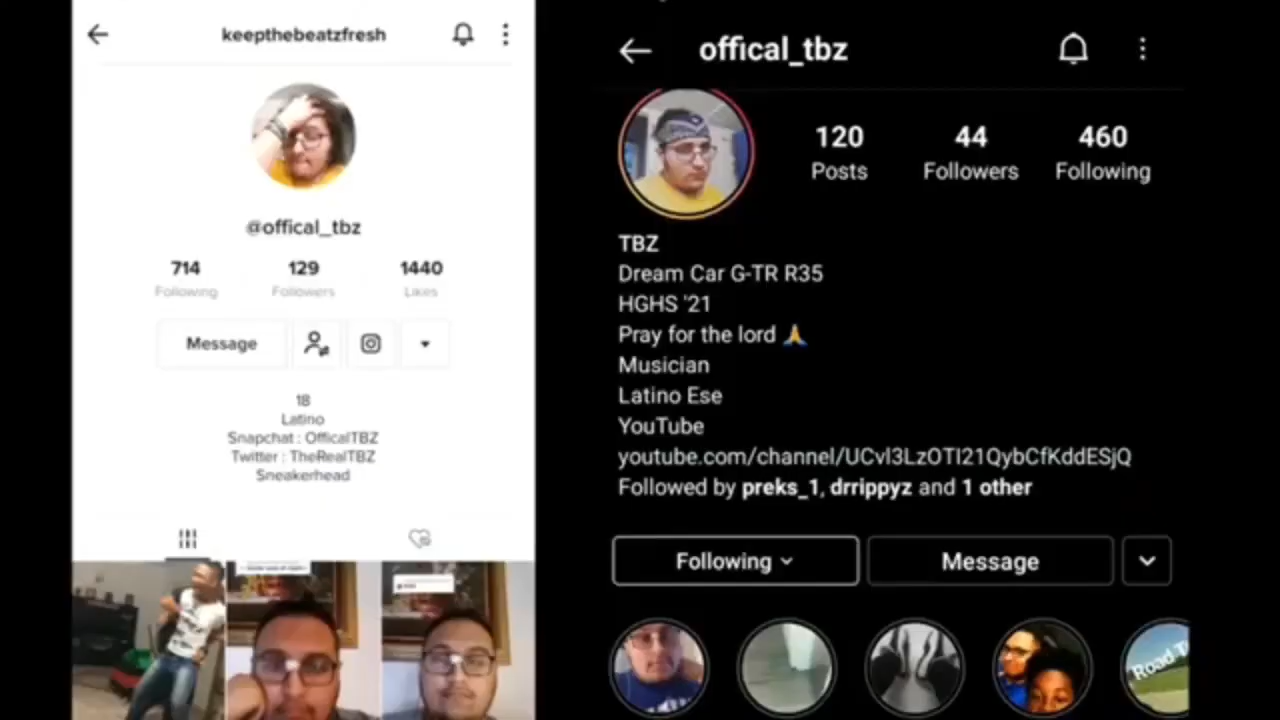 keepthebeatzfresh
@offical_tbz
714
129
1440
Following
Followers
Likes
Message
18
Latino
Snapchat : OfficalTBZ
Twitter : TheRealTBZ
Sneakerhead
offical_tbz
120
44
460
Posts
Followers
Following
TBZ
Dream Car G-TR R35
HGHS '21
Pray for the lord 🙏
Musician
Latino Ese
YouTube
youtube.com/channel/UCvl3LzOTI21QybCfKddESjQ
Followed by preks_1, drrippyz and 1 other
Following
Message
Road T